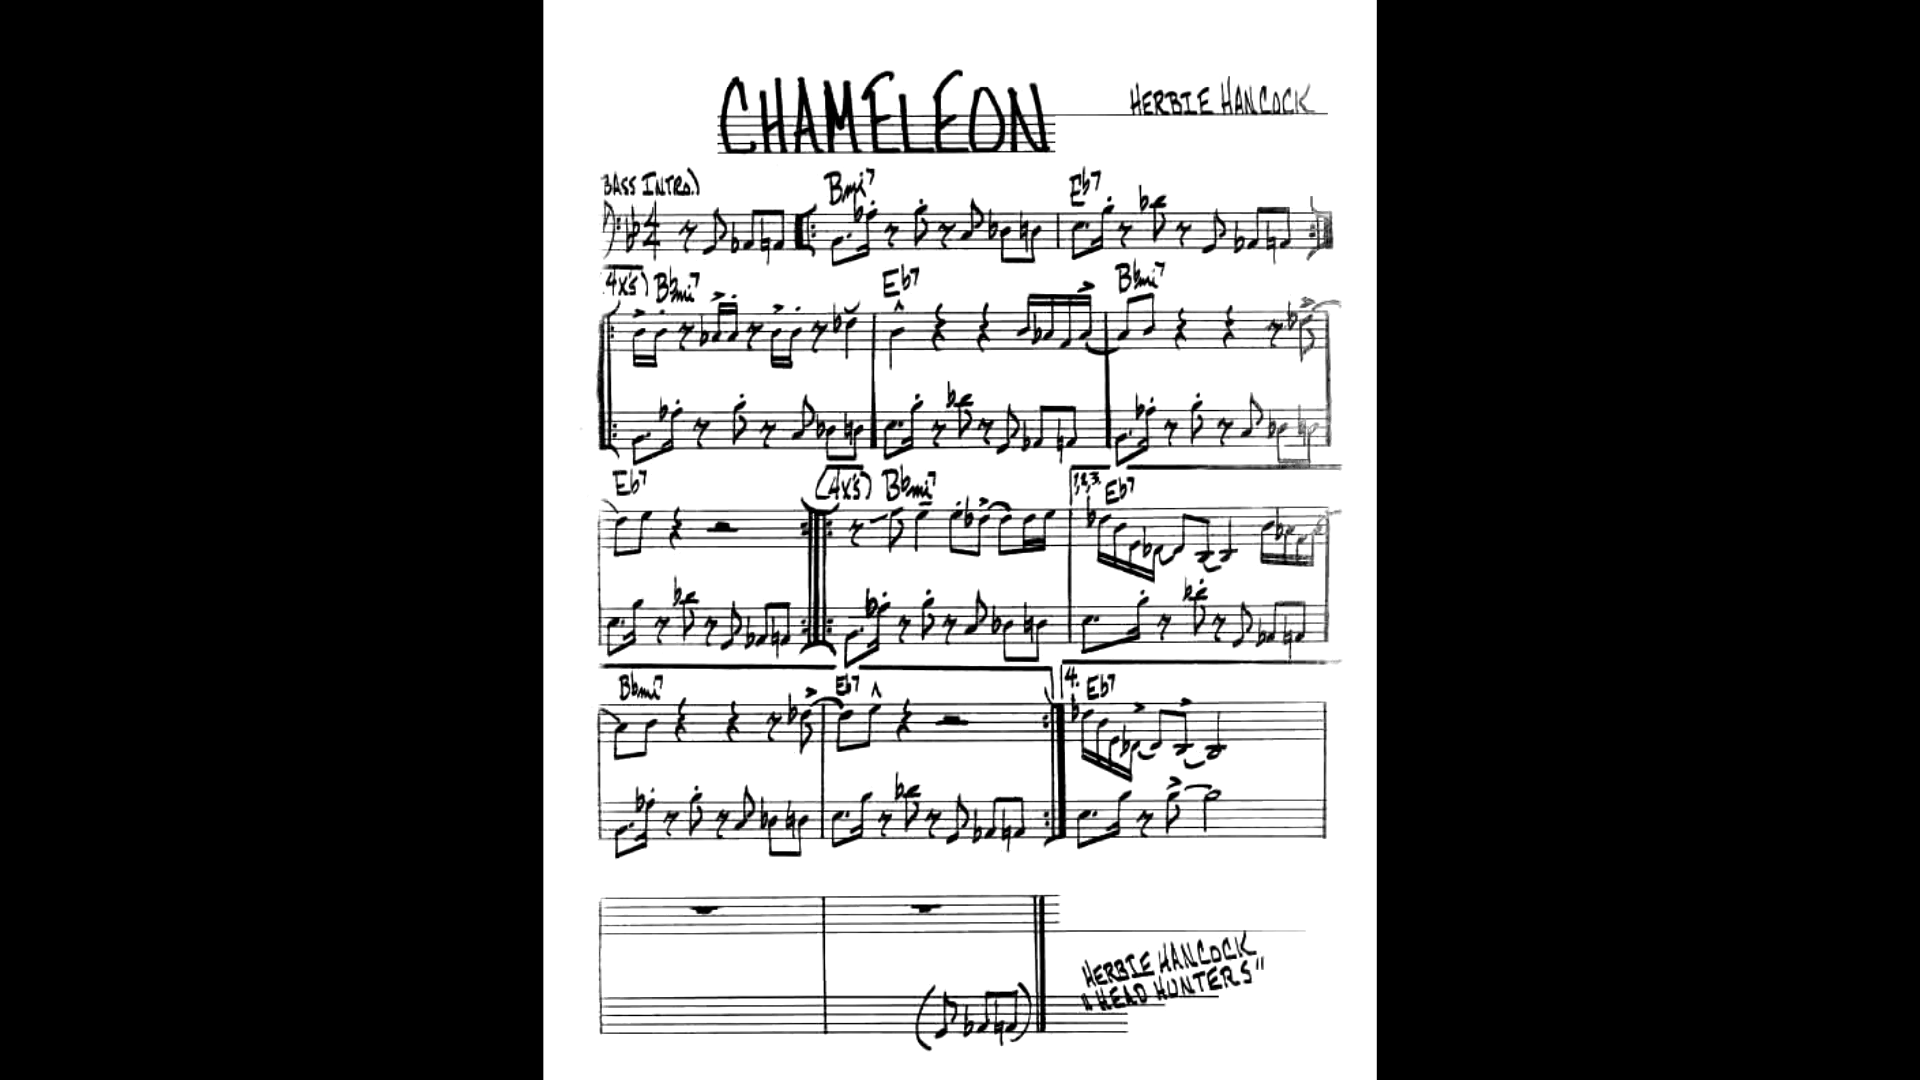 CHAMELEON
HERBIE HANCOCK
BASS INTRO.)
Bmi7 Eb7
4X'S) Bbmi7 Eb7 Bbmi7
Eb7 (4X'S) Bbmi7 1,2,3. Eb7
Bbmi7 Eb7 4. Eb7
HERBIE HANCOCK
"HEAD HUNTERS"